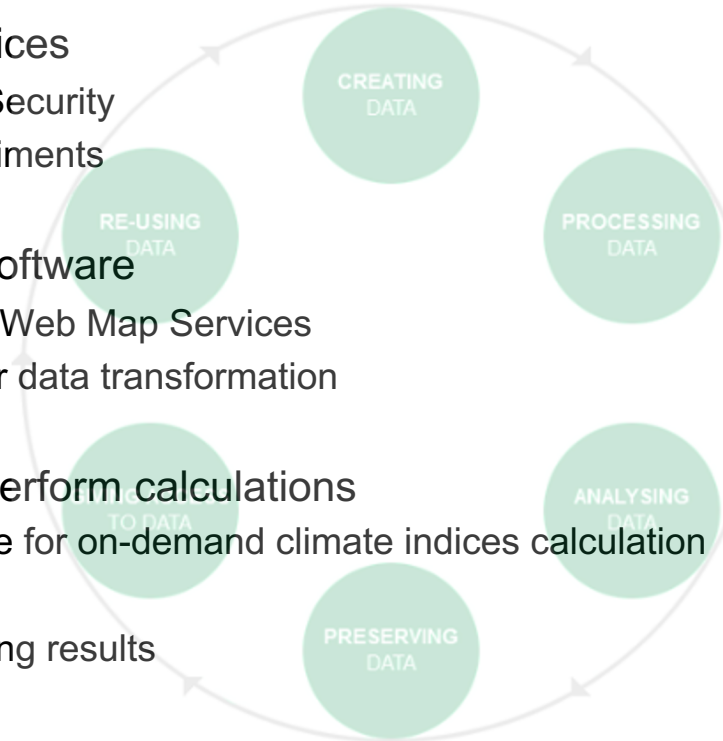 ices
Security
iments
oftware
Web Map Services
r data transformation
erform calculations
e for on-demand climate indices calculation
ng results
CREATING
DATA
PROCESSING
DATA
ANALYSING
DATA
PRESERVING
DATA
TO DATA
RE-USING
DATA